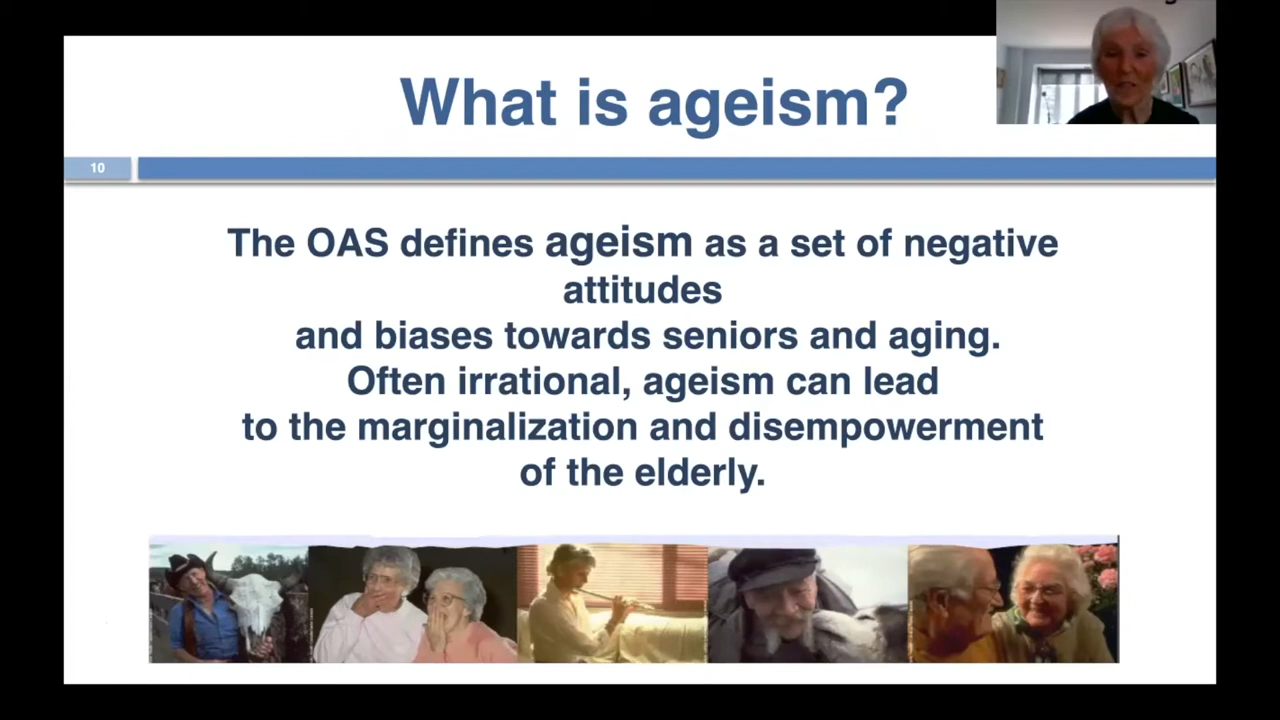 What is ageism?
10
The OAS defines ageism as a set of negative
attitudes
and biases towards seniors and aging.
Often irrational, ageism can lead
to the marginalization and disempowerment
of the elderly.